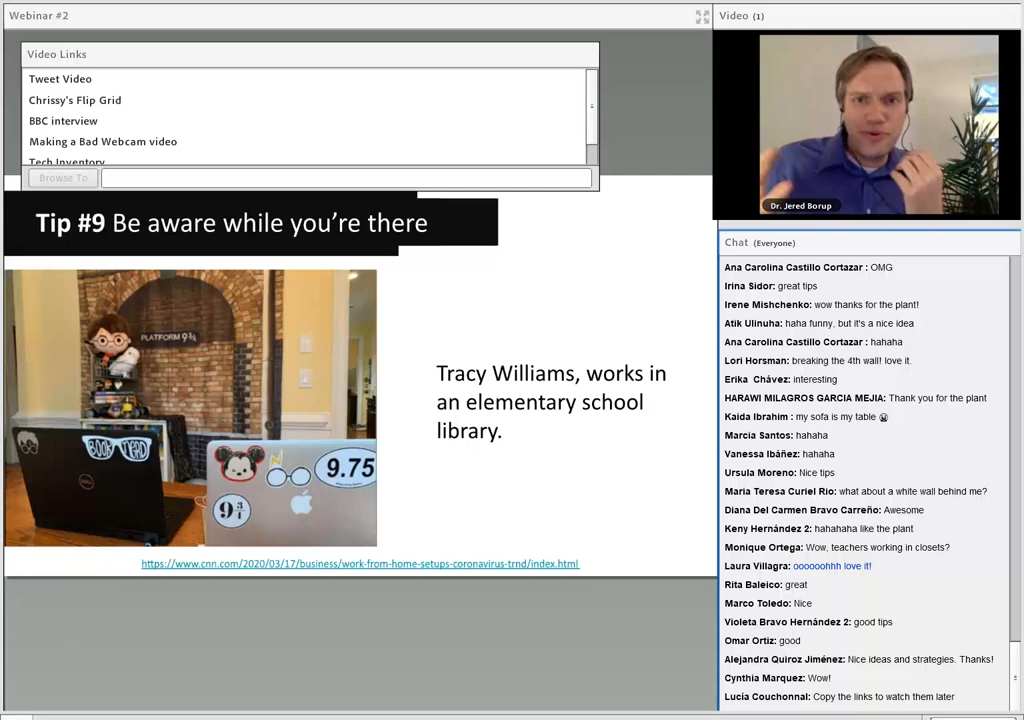 Webinar #2
Video Links
Tweet Video
Chrissy's Flip Grid
BBC interview
Making a Bad Webcam video
Tech Inventory
Browse To
Tip #9 Be aware while you're there
PLATFORM 9¾
BOOK NERD
DELL
9.75
9¾
Tracy Williams, works in
an elementary school
library.
https://www.cnn.com/2020/03/17/business/work-from-home-setups-coronavirus-trnd/index.html
Video (1)
Dr. Jered Borup
Chat (Everyone)
Ana Carolina Castillo Cortazar : OMG
Irina Sidor: great tips
Irene Mishchenko: wow thanks for the plant!
Atik Ulinuha: haha funny, but it's a nice idea
Ana Carolina Castillo Cortazar : hahaha
Lori Horsman: breaking the 4th wall! love it.
Erika Chávez: interesting
HARAWI MILAGROS GARCIA MEJIA: Thank you for the plant
Kaida Ibrahim : my sofa is my table
Marcia Santos: hahaha
Vanessa Ibáñez: hahaha
Ursula Moreno: Nice tips
María Teresa Curiel Rio: what about a white wall behind me?
Diana Del Carmen Bravo Carreño: Awesome
Keny Hernández 2: hahahaha like the plant
Monique Ortega: Wow, teachers working in closets?
Laura Villagra: oooooohhh love it!
Rita Baleico: great
Marco Toledo: Nice
Violeta Bravo Hernández 2: good tips
Omar Ortiz: good
Alejandra Quiroz Jiménez: Nice ideas and strategies. Thanks!
Cynthia Marquez: Wow!
Lucía Couchonnal: Copy the links to watch them later